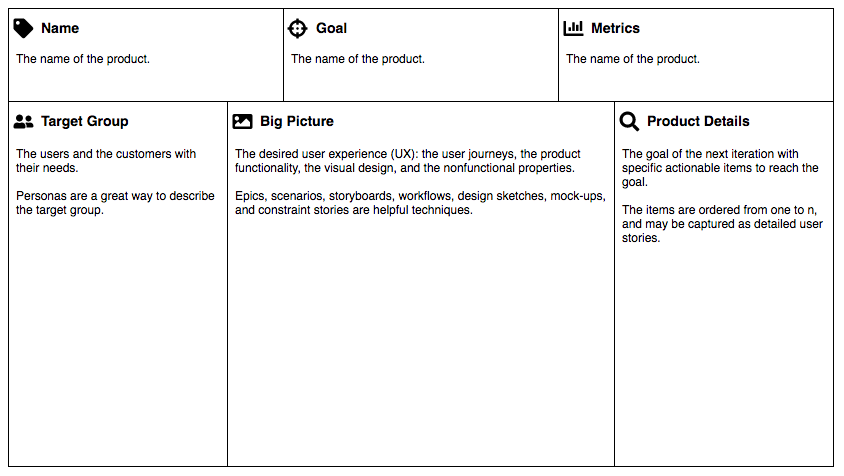 Name
The name of the product.
Goal
The name of the product.
Metrics
The name of the product.
Target Group
The users and the customers with
their needs.
Personas are a great way to describe
the target group.
Big Picture
The desired user experience (UX): the user journeys, the product
functionality, the visual design, and the nonfunctional properties.
Epics, scenarios, storyboards, workflows, design sketches, mock-ups,
and constraint stories are helpful techniques.
Product Details
The goal of the next iteration with
specific actionable items to reach the
goal.
The items are ordered from one to n,
and may be captured as detailed user
stories.